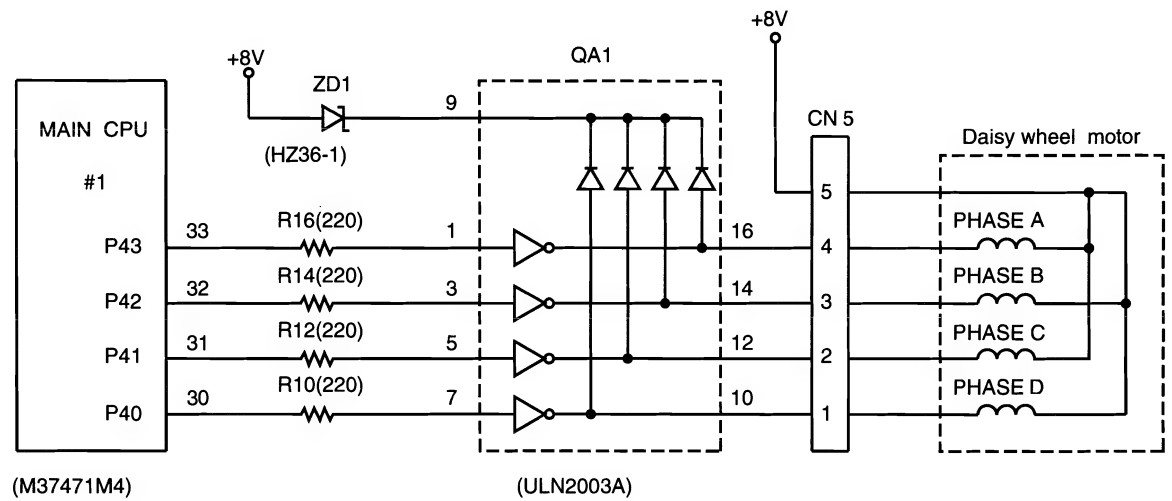 +8V
QA1
+8V
ZD1
9
CN 5
MAIN CPU
(HZ36-1)
Daisy wheel motor
#1
5
R16(220)
PHASE A
P43 33 1 16 4
R14(220)
PHASE B
P42 32 3 14 3
R12(220)
PHASE C
P41 31 5 12 2
R10(220)
PHASE D
P40 30 7 10 1
(M37471M4)
(ULN2003A)